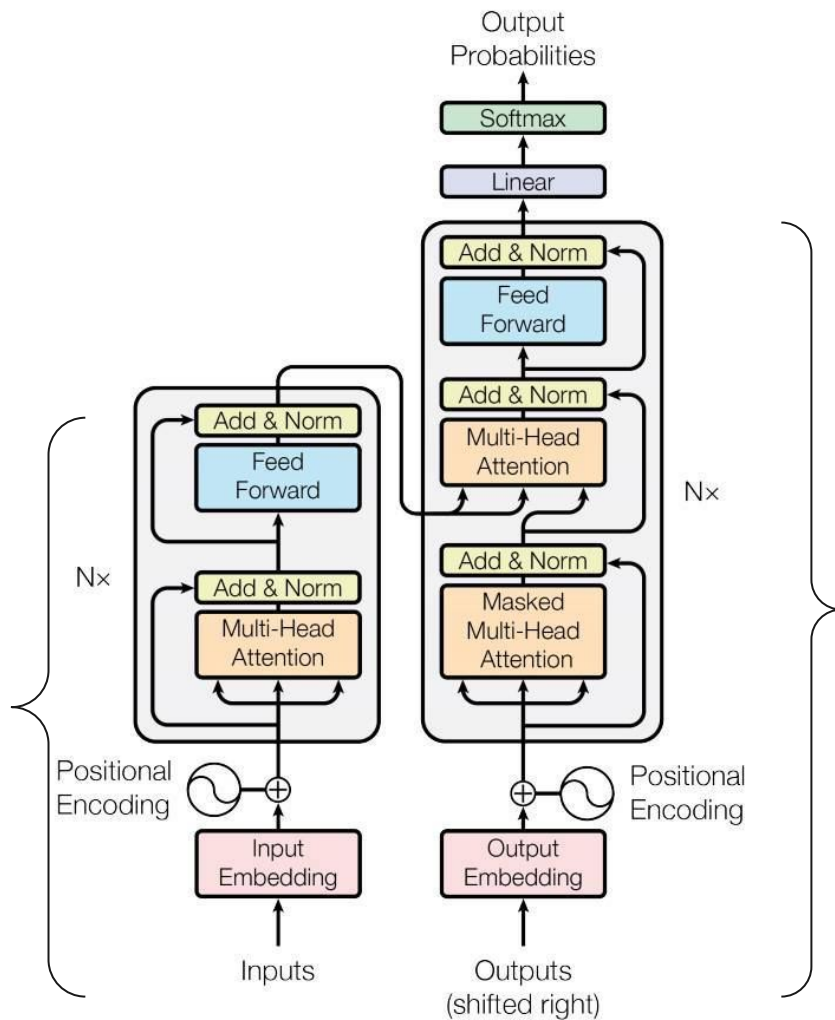 Output
Probabilities
Softmax
Linear
Add & Norm
Feed
Forward
Add & Norm
Multi-Head
Attention
Nx
Add & Norm
Masked
Multi-Head
Attention
Add & Norm
Feed
Forward
N×
Add & Norm
Multi-Head
Attention
Positional
Encoding
Positional
Encoding
Input
Embedding
Output
Embedding
Inputs
Outputs
(shifted right)